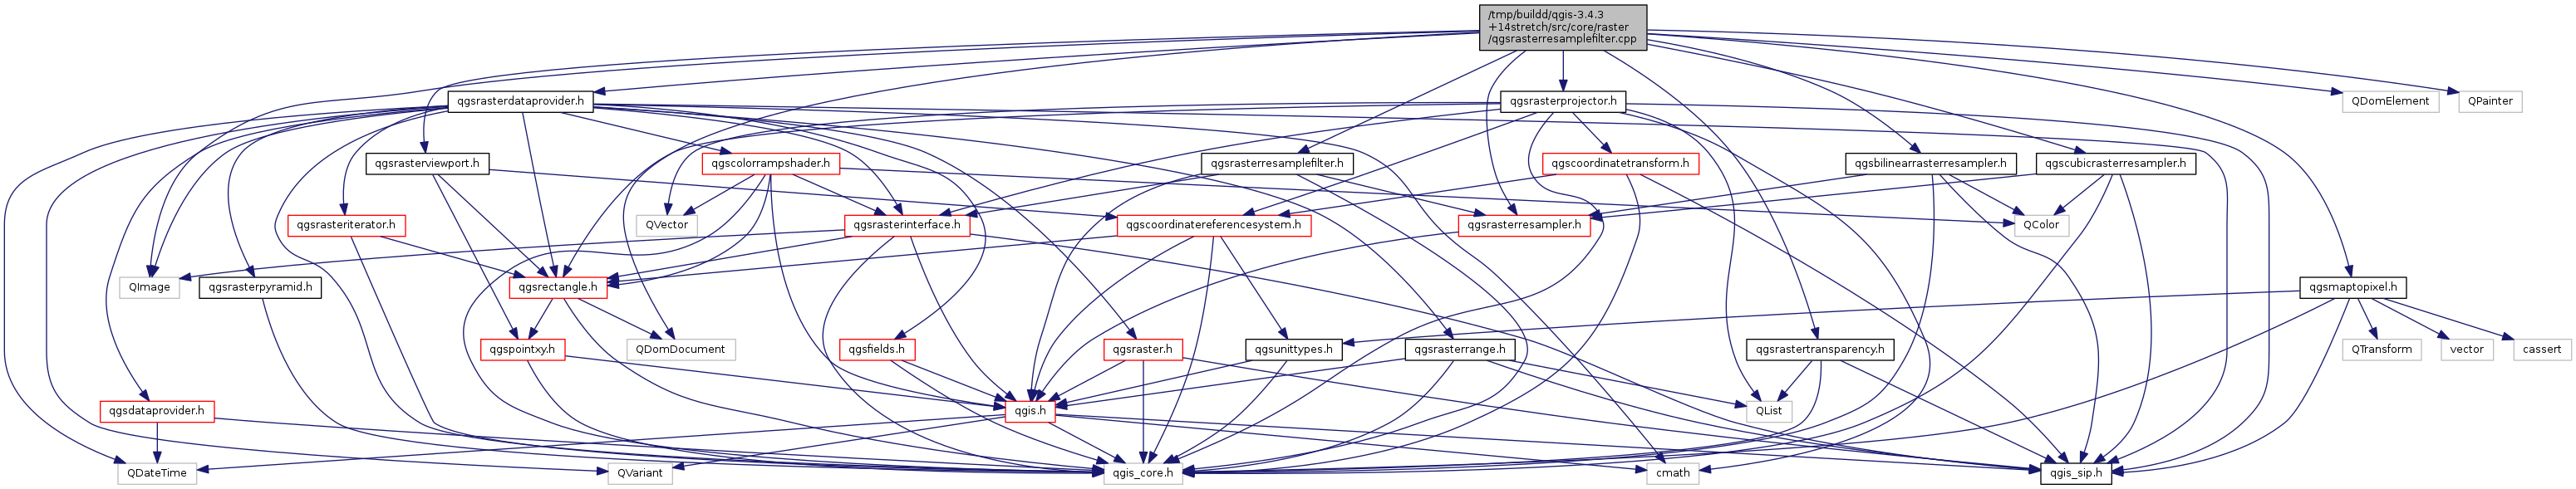 /tmp/buildd/qgis-3.4.3
+14stretch/src/core/raster
/qgsrasterresamplefilter.cpp
qgsrasterdataprovider.h
qgsrasterprojector.h
QDomElement
QPainter
qgsrasterviewport.h
qgscolorrampshader.h
qgsrasterresamplefilter.h
qgscoordinatetransform.h
qgsbilinearrasterresampler.h
qgscubicrasterresampler.h
qgsrasteriterator.h
QVector
qgsrasterinterface.h
qgscoordinatereferencesystem.h
qgsrasterresampler.h
QColor
QImage
qgsrasterpyramid.h
qgsrectangle.h
qgsmaptopixel.h
qgspointxy.h
QDomDocument
qgsfields.h
qgsraster.h
qgsunittypes.h
qgsrasterrange.h
qgsrastertransparency.h
QTransform
vector
cassert
qgsdataprovider.h
qgis.h
QList
QDateTime
QVariant
qgis_core.h
cmath
qgis_sip.h